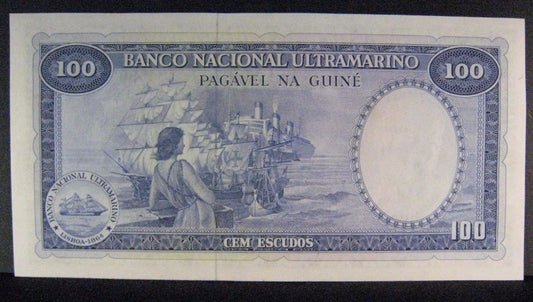 BANCO NACIONAL ULTRAMARINO
100
PAGÁVEL NA GUINÉ
100
BANCO NACIONAL ULTRAMARINO
LISBOA-1864
CEM ESCUDOS
100